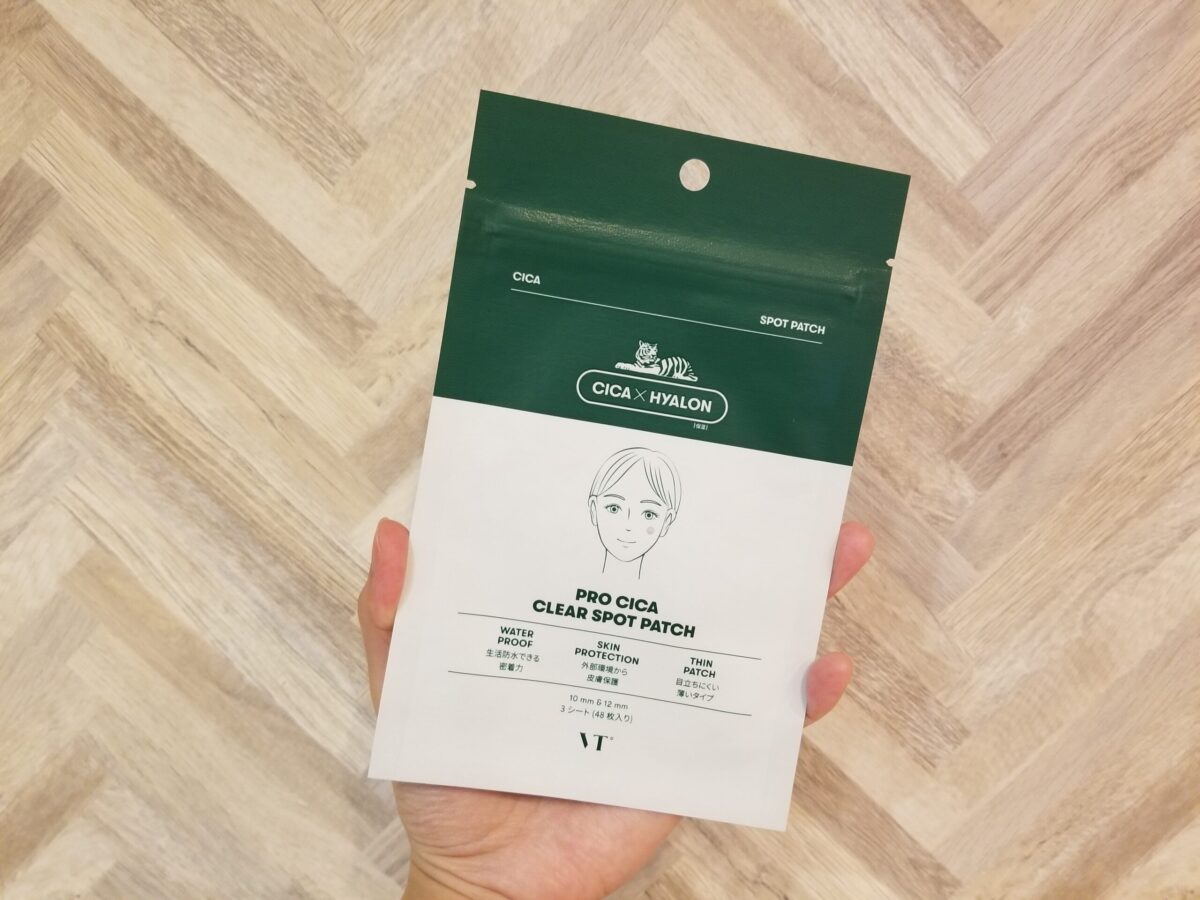 CICA
SPOT PATCH
CICA×HYALON
[保湿]
PRO CICA
CLEAR SPOT PATCH
WATER
PROOF
生活防水できる
密着力
SKIN
PROTECTION
外部環境から
皮膚保護
THIN
PATCH
目立ちにくい
薄いタイプ
10 mm & 12 mm
3 シート (48 枚入り)
VT